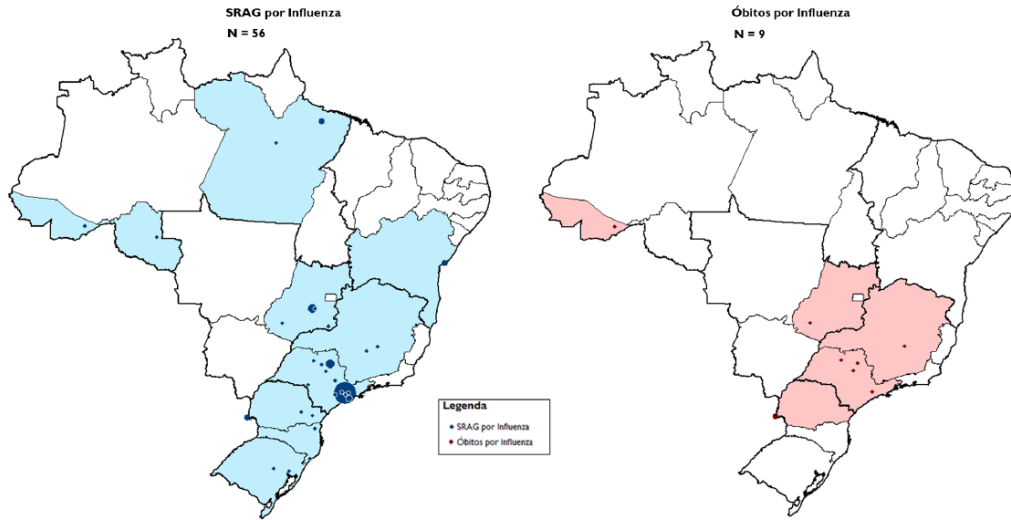 SRAG por Influenza
N = 56
Óbitos por Influenza
N = 9
Legenda
SRAG por Influenza
Óbitos por Influenza